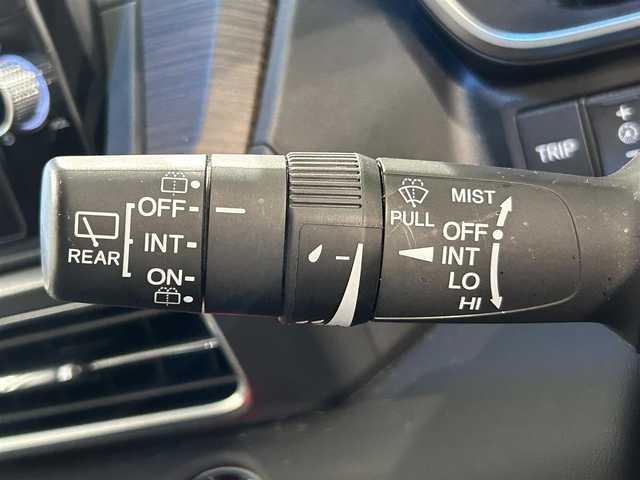 TRIP
OFF
INT
REAR
ON
MIST
PULL
OFF
INT
LO
HI